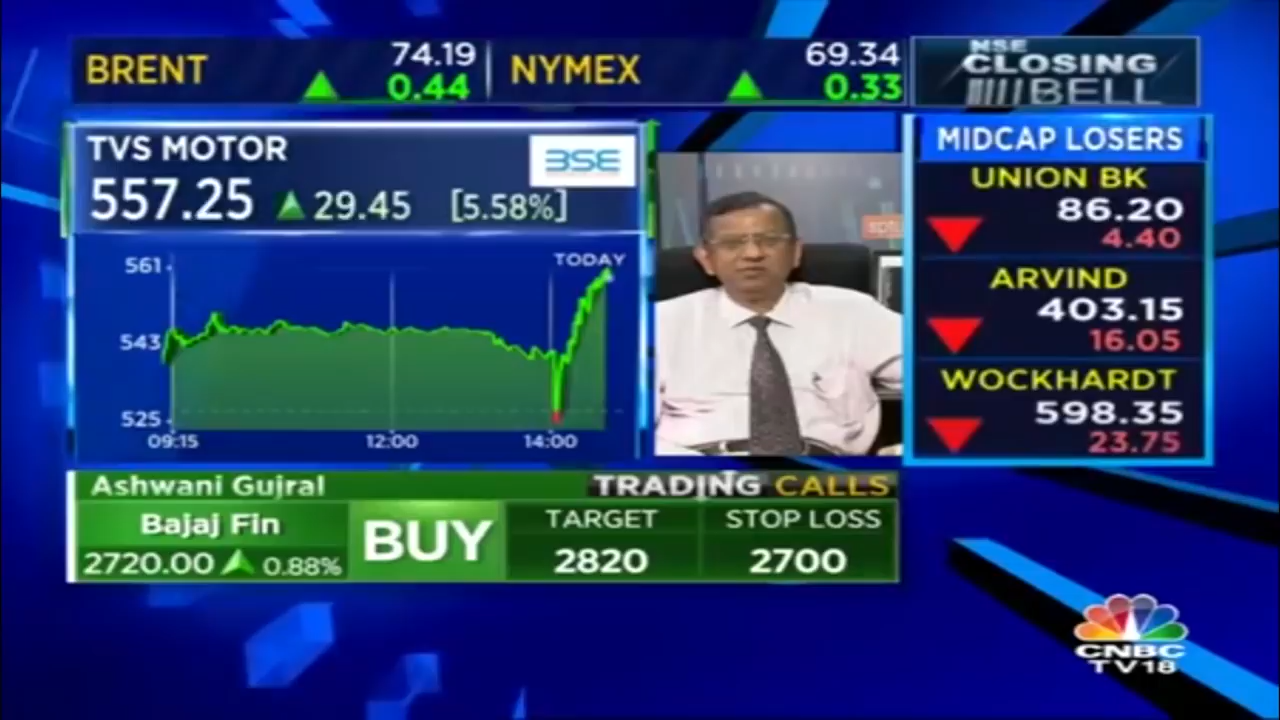 BRENT 74.19 0.44
NYMEX 69.34 0.33
NSE
CLOSING
BELL
TVS MOTOR
BSE
557.25 29.45 [5.58%]
TODAY
561
543
525
09:15 12:00 14:00
MIDCAP LOSERS
UNION BK
86.20
4.40
ARVIND
403.15
16.05
WOCKHARDT
598.35
23.75
Ashwani Gujral
TRADING CALLS
Bajaj Fin
2720.00 0.88%
BUY
TARGET
2820
STOP LOSS
2700
CNBC
TV18